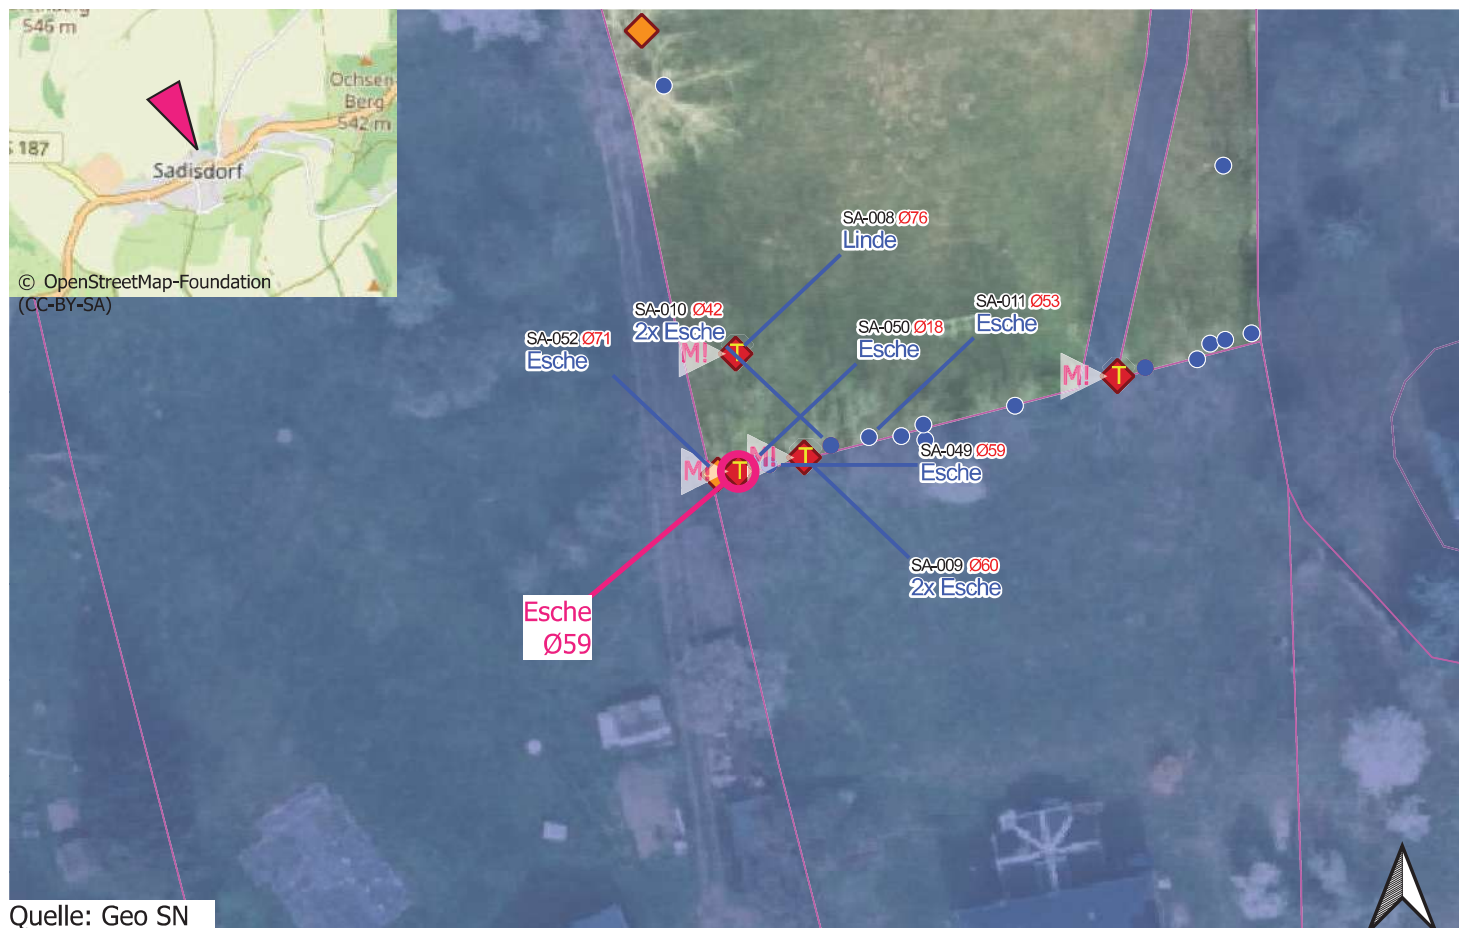 546 m
Ochsen-
Berg
542 m
187
Sadisdorf
© OpenStreetMap-Foundation
(CC-BY-SA)
SA-008 Ø76
Linde
SA-010 Ø42
2x Esche
SA-011 Ø53
Esche
SA-052 Ø71
Esche
SA-050 Ø18
Esche
M!
T
M!
T
M!
T
M!
T
SA-049 Ø59
Esche
SA-009 Ø60
2x Esche
Esche
Ø59
Quelle: Geo SN